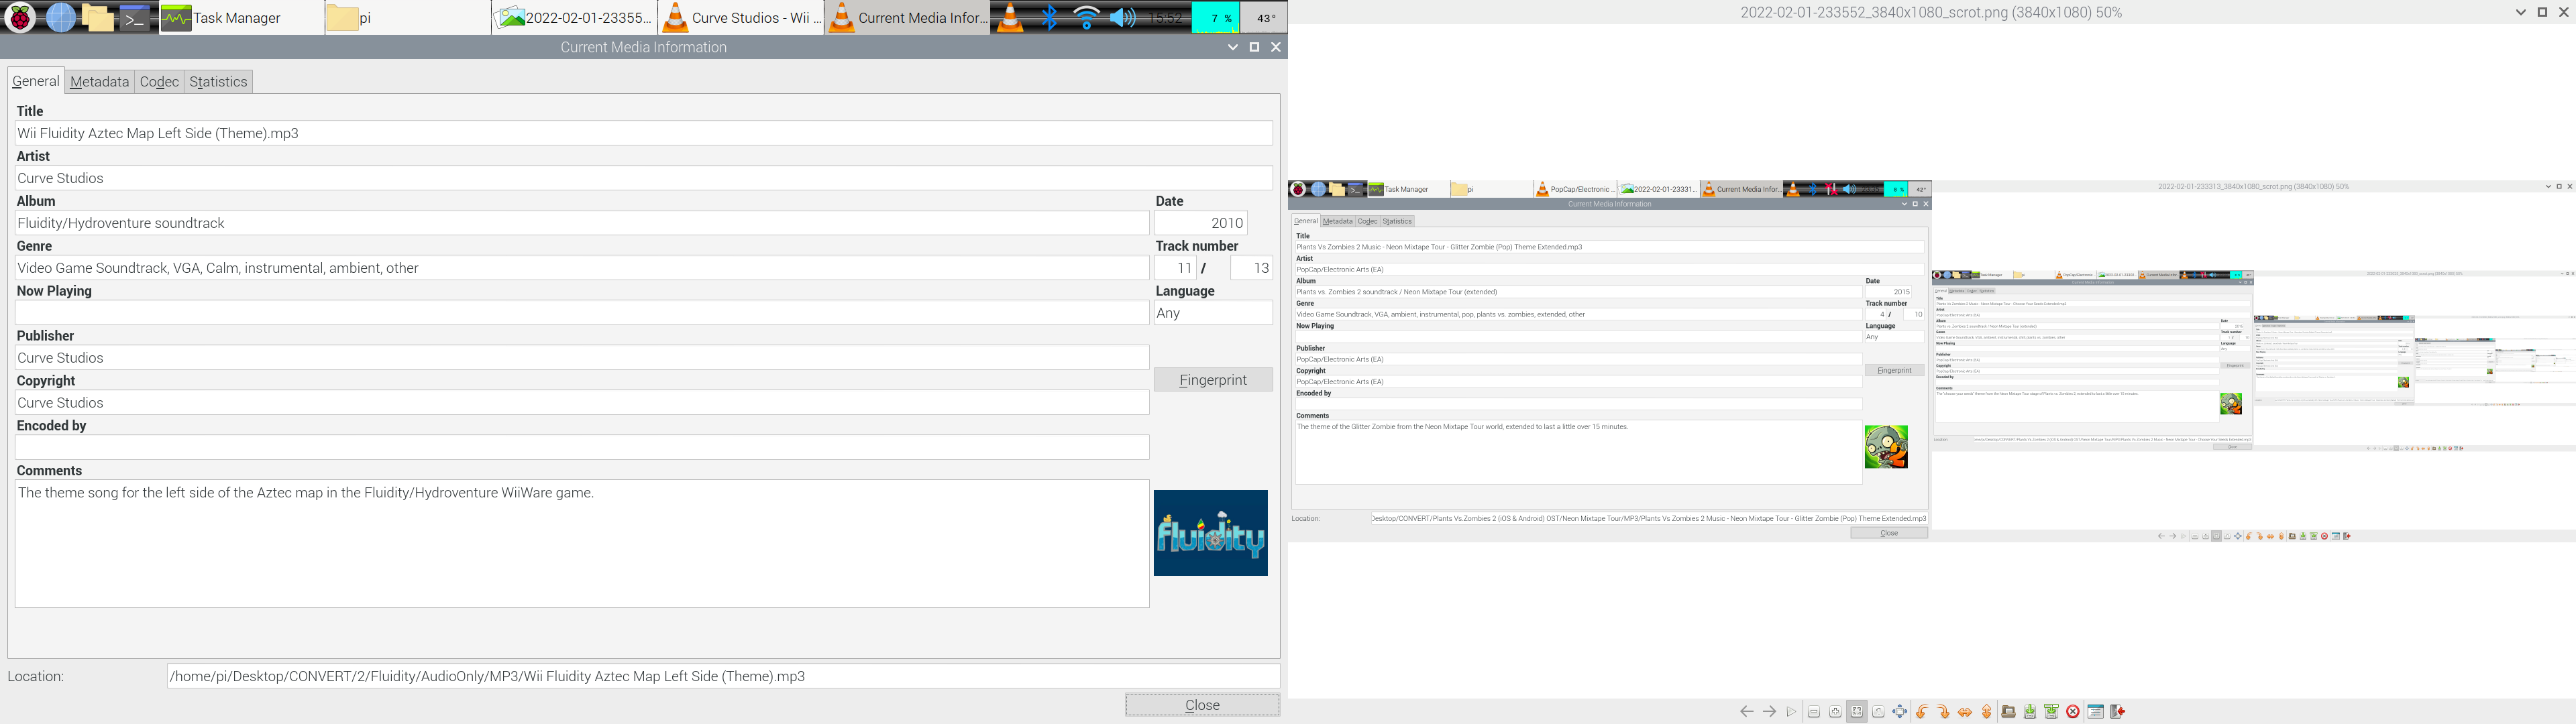 Task Manager
pi
2022-02-01-23355...
Curve Studios - Wii ...
Current Media Infor...
15:52
7 %
43°
Current Media Information
General
Metadata
Codec
Statistics
Title
Wii Fluidity Aztec Map Left Side (Theme).mp3
Artist
Curve Studios
Album
Date
Fluidity/Hydroventure soundtrack
2010
Genre
Track number
Video Game Soundtrack, VGA, Calm, instrumental, ambient, other
11 / 13
Now Playing
Language
Any
Publisher
Curve Studios
Copyright
Fingerprint
Curve Studios
Encoded by
Comments
The theme song for the left side of the Aztec map in the Fluidity/Hydroventure WiiWare game.
fluidity
Location:
/home/pi/Desktop/CONVERT/2/Fluidity/AudioOnly/MP3/Wii Fluidity Aztec Map Left Side (Theme).mp3
Close
2022-02-01-233552_3840x1080_scrot.png (3840x1080) 50%
Task Manager
pi
PopCap/Electronic ...
2022-02-01-23331...
Current Media Infor...
8 %
42°
Current Media Information
General
Metadata
Codec
Statistics
Title
Plants Vs Zombies 2 Music - Neon Mixtape Tour - Glitter Zombie (Pop) Theme Extended.mp3
Artist
PopCap/Electronic Arts (EA)
Album
Date
Plants vs. Zombies 2 soundtrack / Neon Mixtape Tour (extended)
2015
Genre
Track number
Video Game Soundtrack, VGA, ambient, instrumental, pop, plants vs. zombies, extended, other
4 / 10
Now Playing
Language
Any
Publisher
PopCap/Electronic Arts (EA)
Copyright
Fingerprint
PopCap/Electronic Arts (EA)
Encoded by
Comments
The theme of the Glitter Zombie from the Neon Mixtape Tour world, extended to last a little over 15 minutes.
2
Location:
Desktop/CONVERT/Plants Vs.Zombies 2 (iOS & Android) OST/Neon Mixtape Tour/MP3/Plants Vs Zombies 2 Music - Neon Mixtape Tour - Glitter Zombie (Pop) Theme Extended.mp3
Close
2022-02-01-233313_3840x1080_scrot.png (3840x1080) 50%